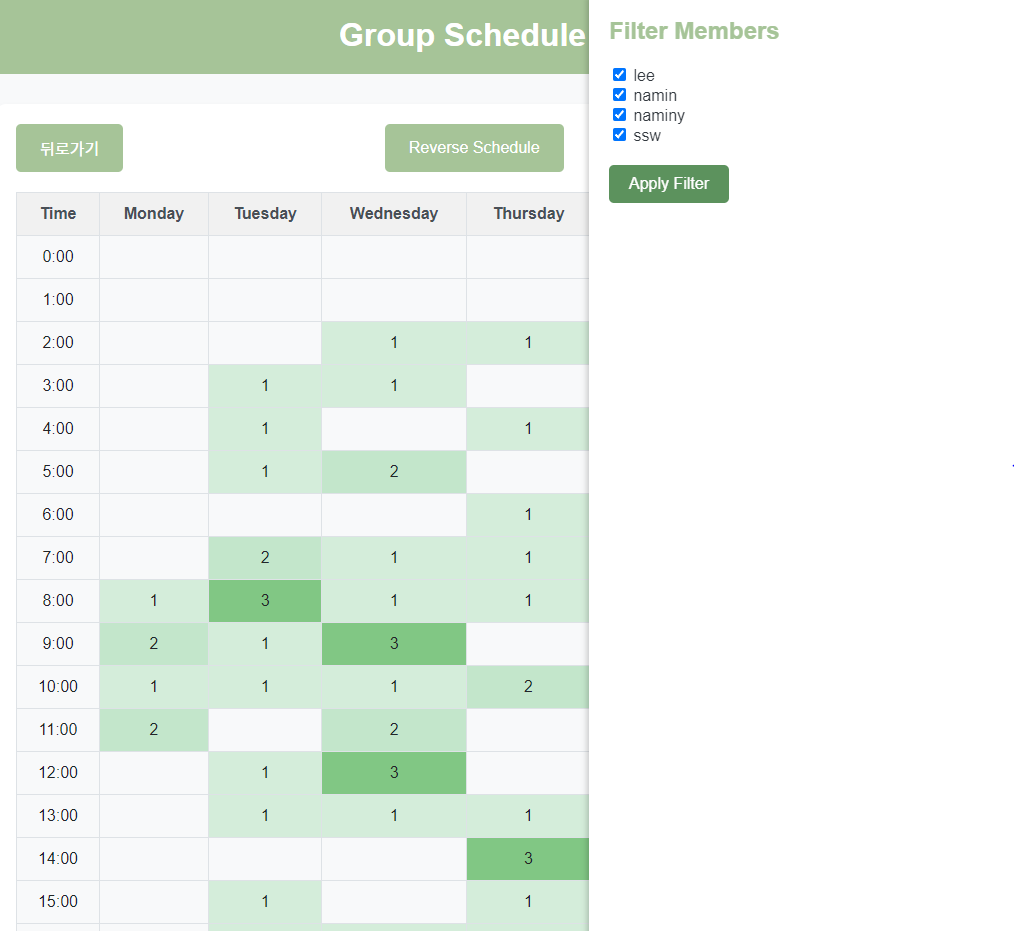 Group Schedule
Filter Members
lee
namin
naminy
ssw
Apply Filter
뒤로가기 Reverse Schedule
Time Monday Tuesday Wednesday Thursday
0:00
1:00
2:00 1 1
3:00 1 1
4:00 1 1
5:00 1 2
6:00 1
7:00 2 1 1
8:00 1 3 1 1
9:00 2 1 3
10:00 1 1 1 2
11:00 2 2
12:00 1 3
13:00 1 1 1
14:00 3
15:00 1 1